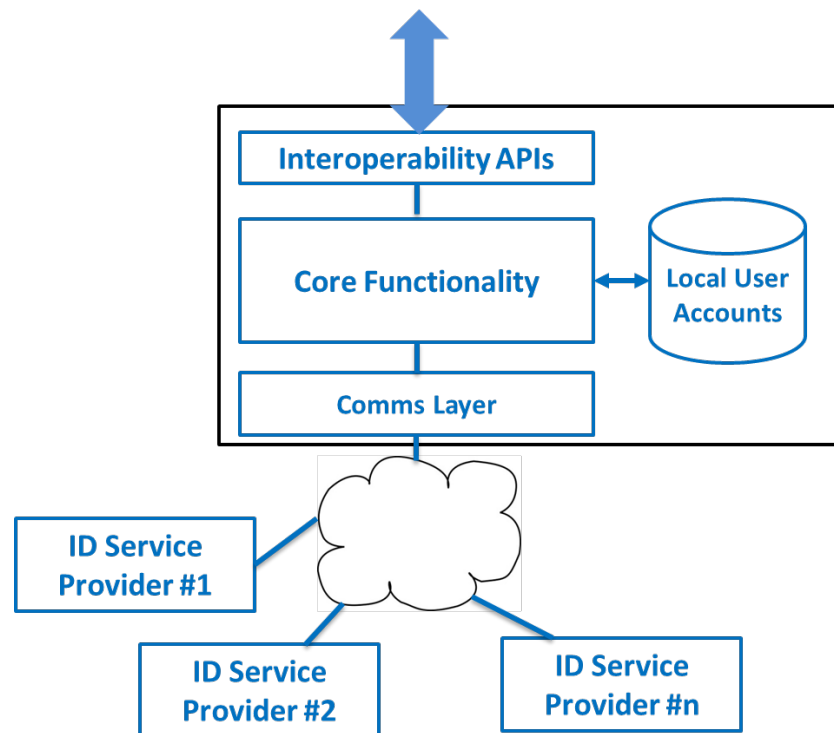 Interoperability APIs
Core Functionality
Local User
Accounts
Comms Layer
ID Service
Provider #1
ID Service
Provider #2
ID Service
Provider #n